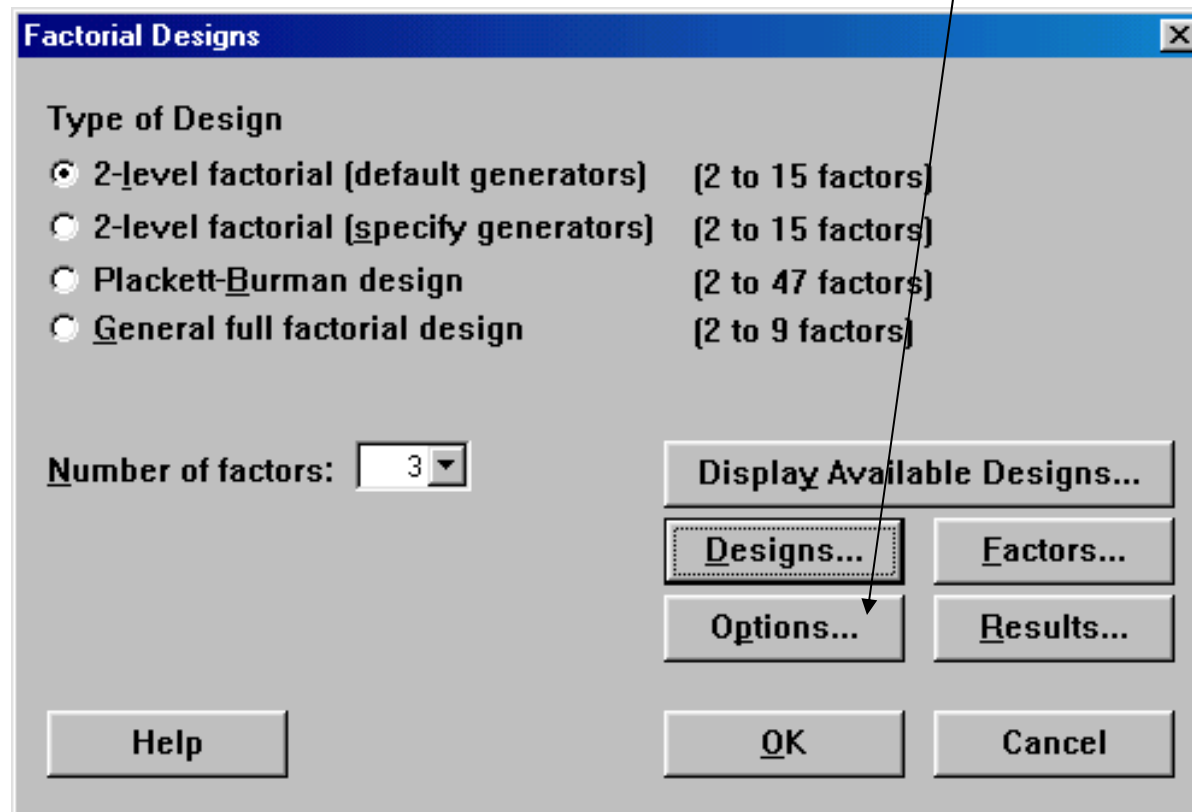 Factorial Designs
Type of Design
2-level factorial (default generators) (2 to 15 factors)
2-level factorial (specify generators) (2 to 15 factors)
Plackett-Burman design (2 to 47 factors)
General full factorial design (2 to 9 factors)
Number of factors: 3
Display Available Designs...
Designs... Factors...
Options... Results...
Help OK Cancel